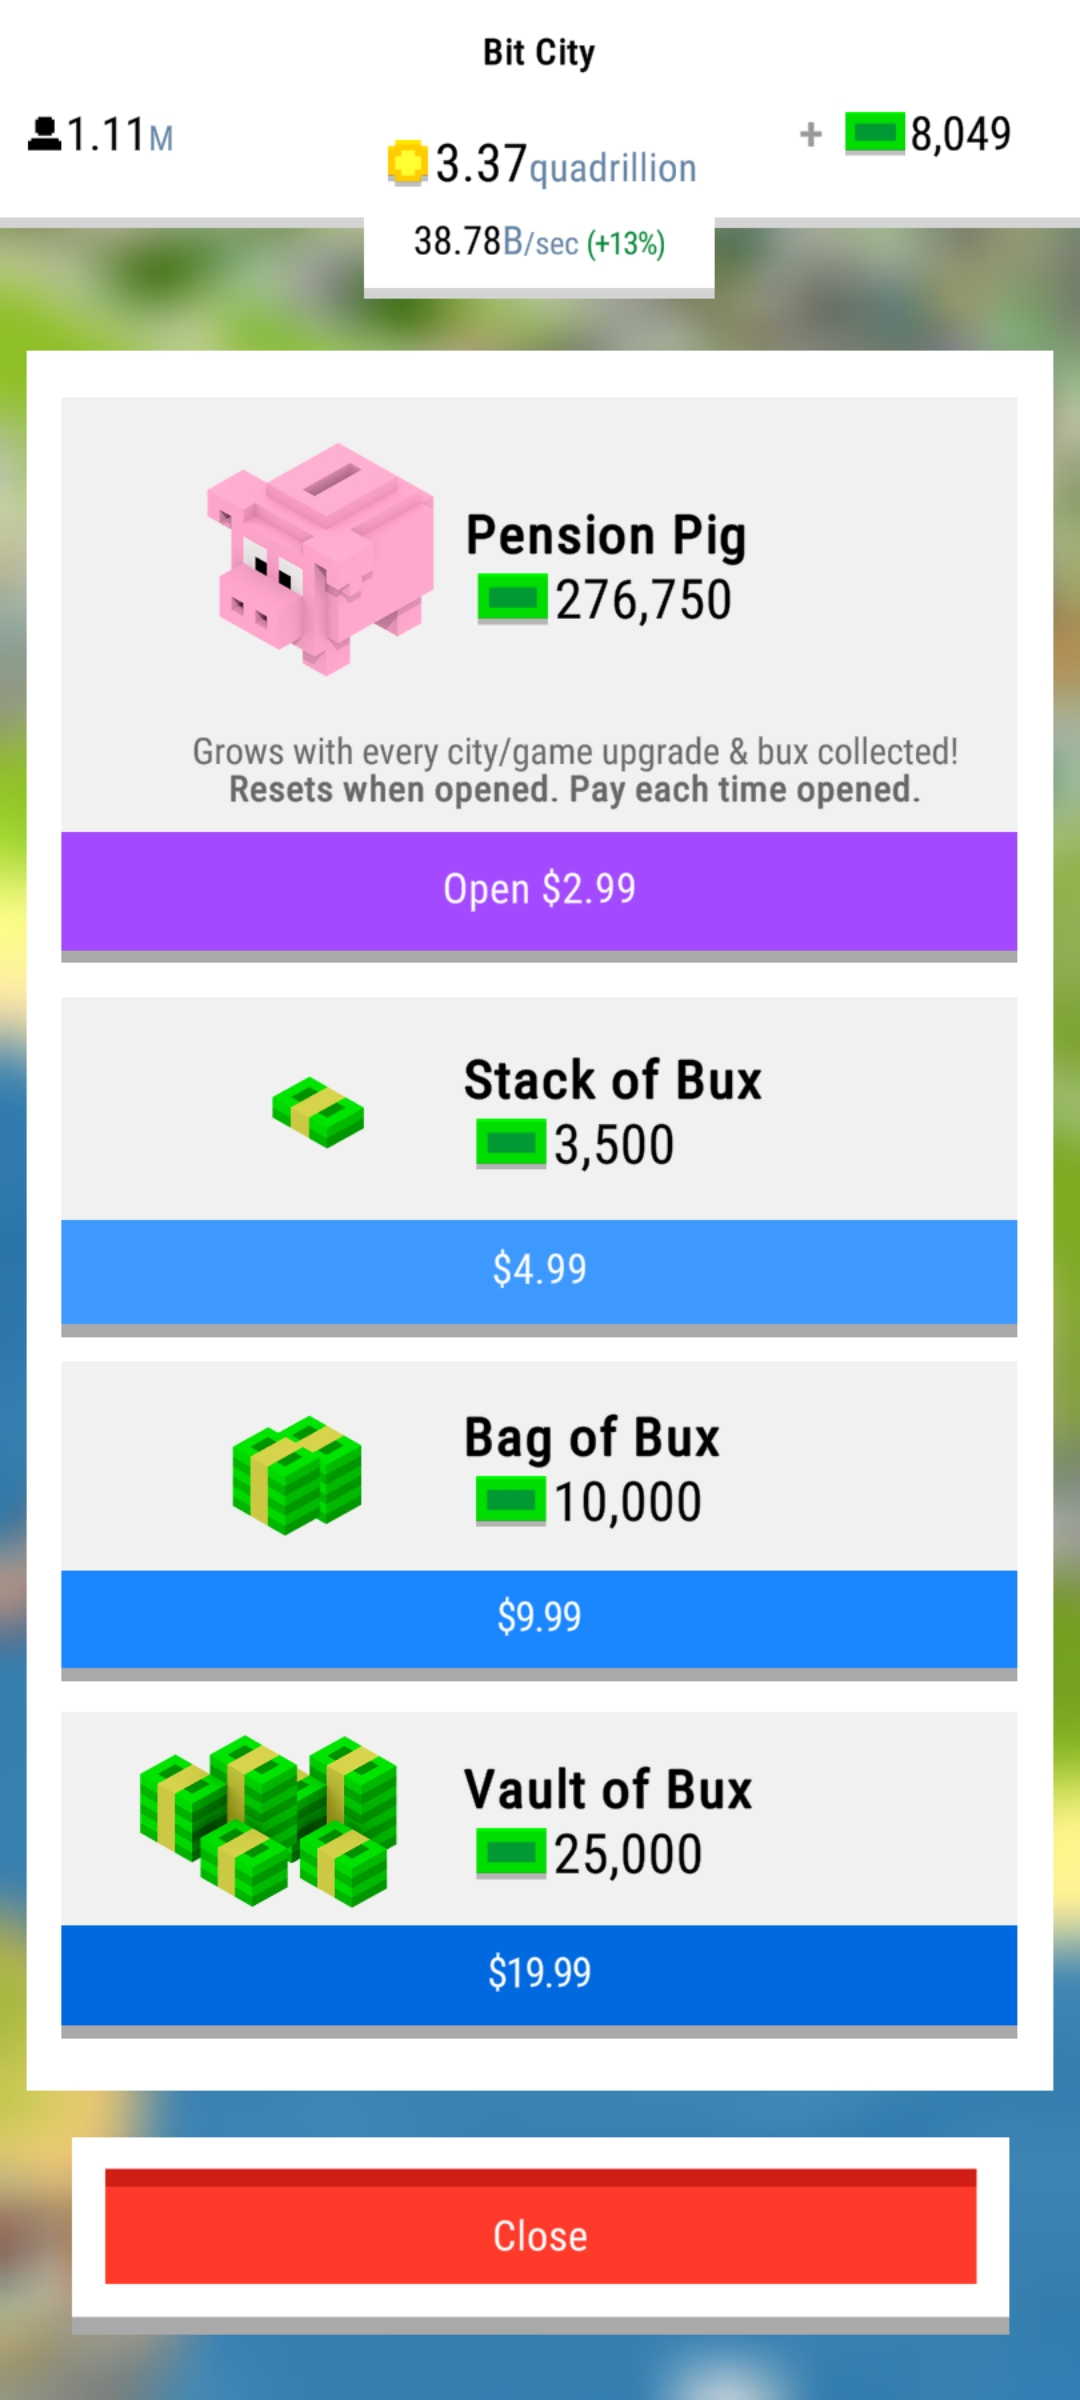 Bit City
1.11M
3.37quadrillion
+ 8,049
38.78B/sec (+13%)
Pension Pig
276,750
Grows with every city/game upgrade & bux collected!
Resets when opened. Pay each time opened.
Open $2.99
Stack of Bux
3,500
$4.99
Bag of Bux
10,000
$9.99
Vault of Bux
25,000
$19.99
Close